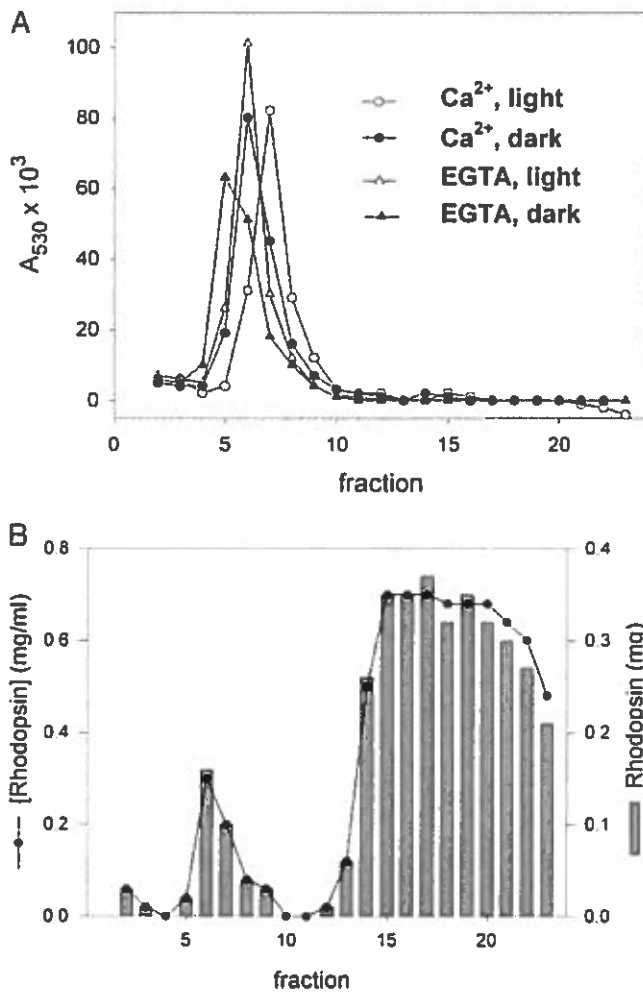 A
A530 x 10³
100
80
60
40
20
0
Ca²⁺, light
Ca²⁺, dark
EGTA, light
EGTA, dark
0 5 10 15 20
fraction
B
[Rhodopsin] (mg/ml)
0.8
0.6
0.4
0.2
0.0
0.4
0.3
0.2
0.1
0.0
Rhodopsin (mg)
5 10 15 20
fraction